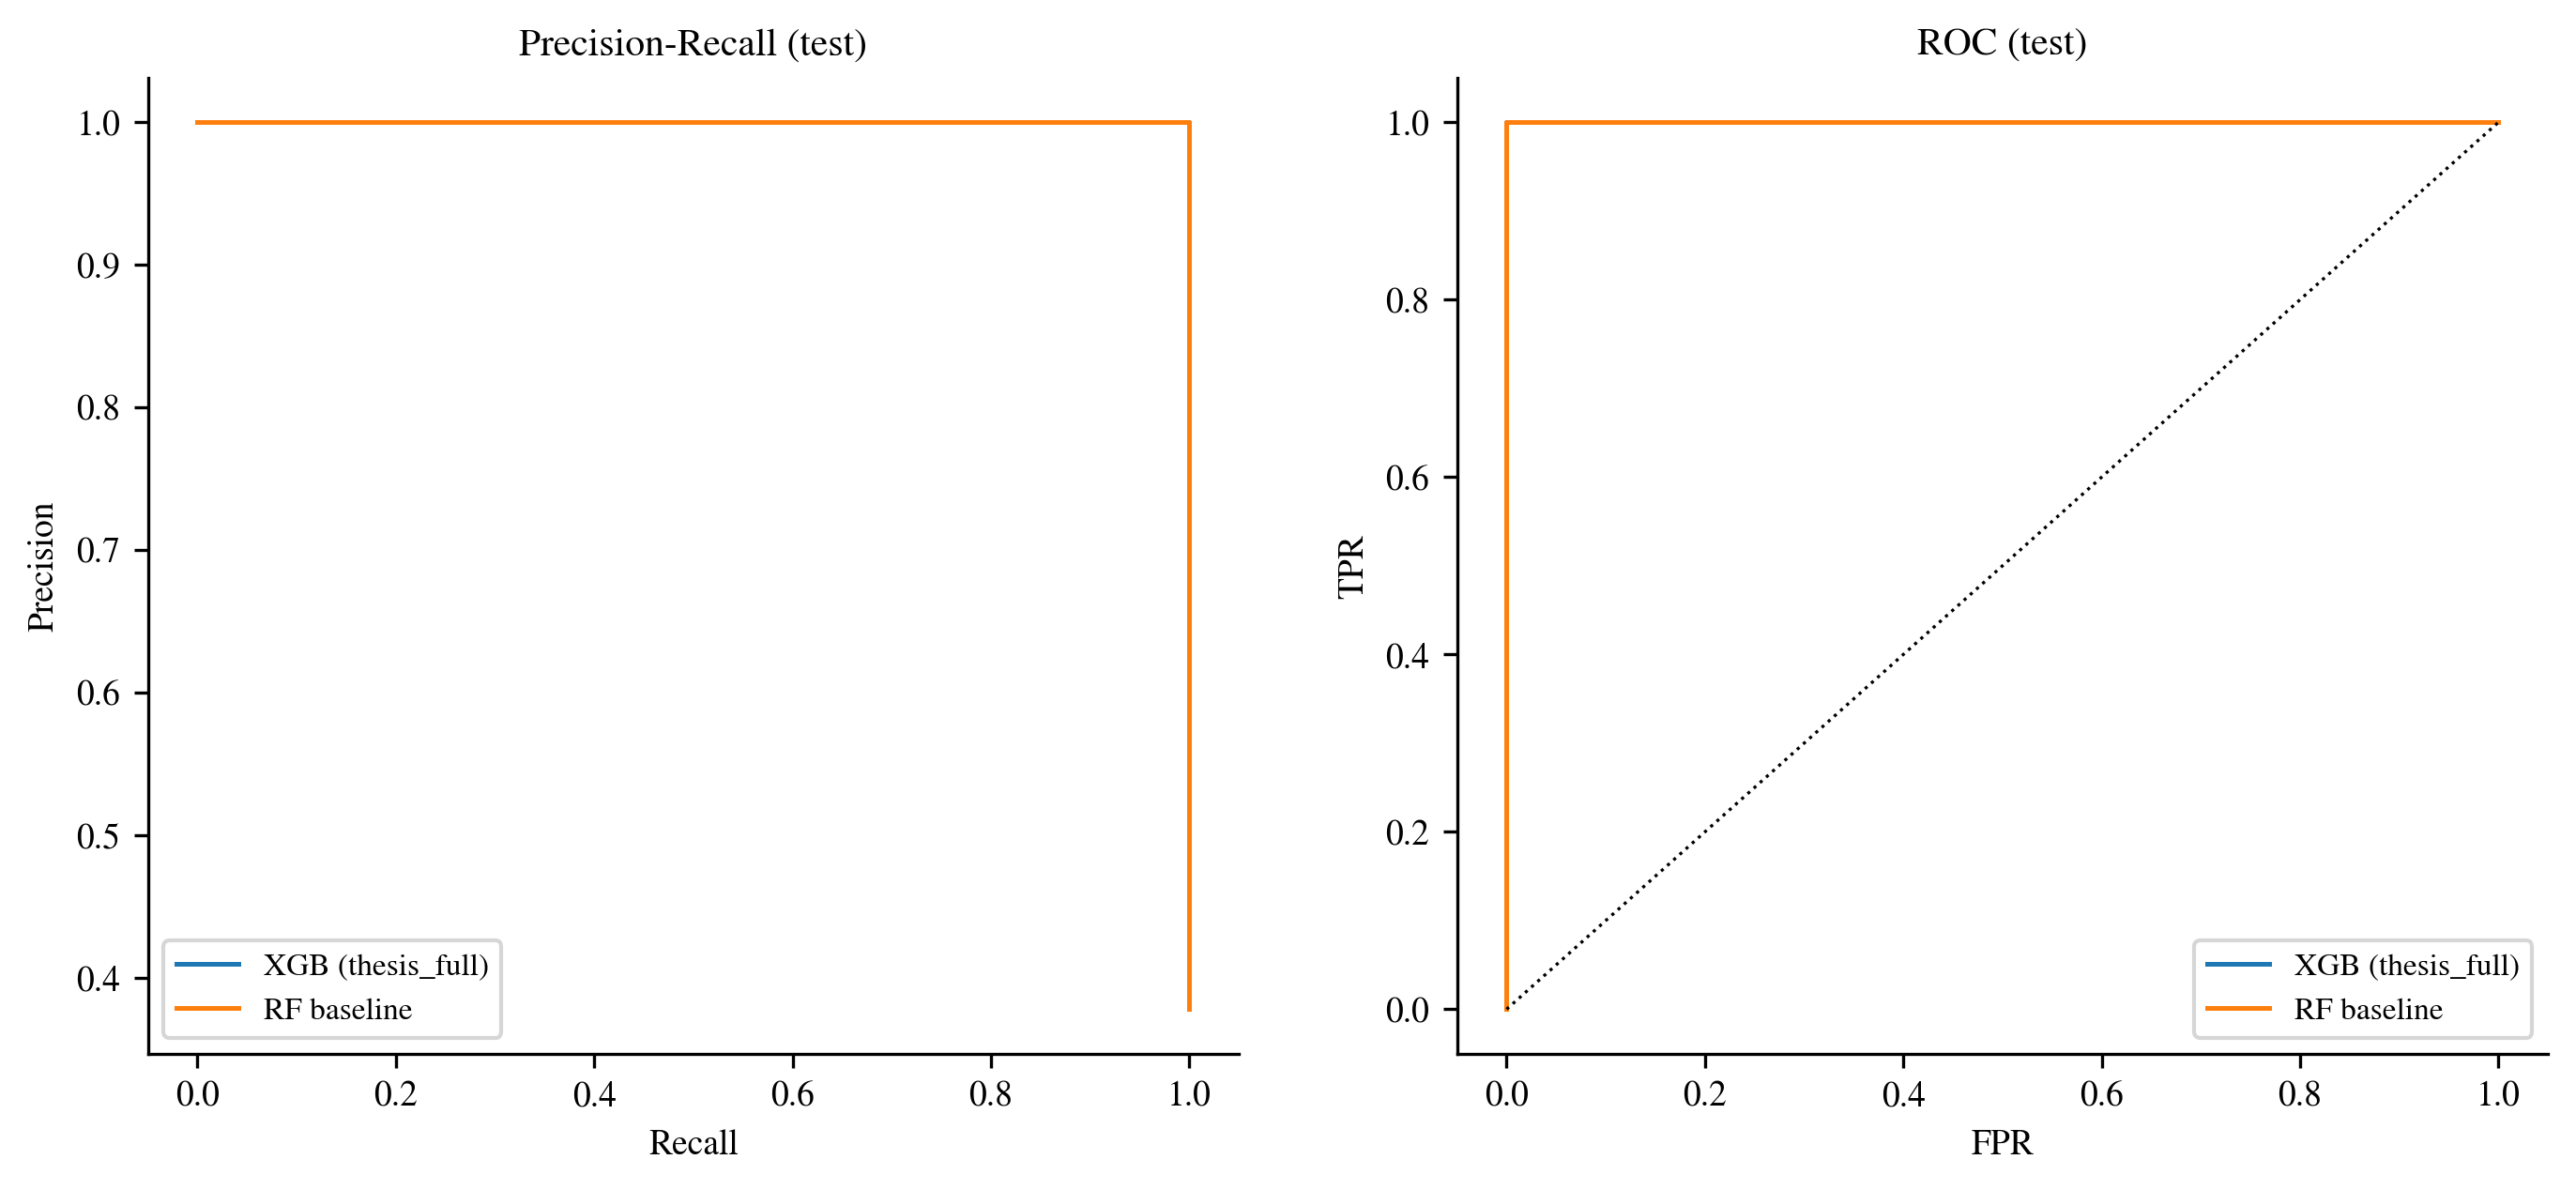 Precision-Recall (test)
1.0
0.9
0.8
0.7
0.6
0.5
0.4
Precision
XGB (thesis_full)
RF baseline
0.0 0.2 0.4 0.6 0.8 1.0
Recall
ROC (test)
1.0
0.8
0.6
0.4
0.2
0.0
TPR
XGB (thesis_full)
RF baseline
0.0 0.2 0.4 0.6 0.8 1.0
FPR